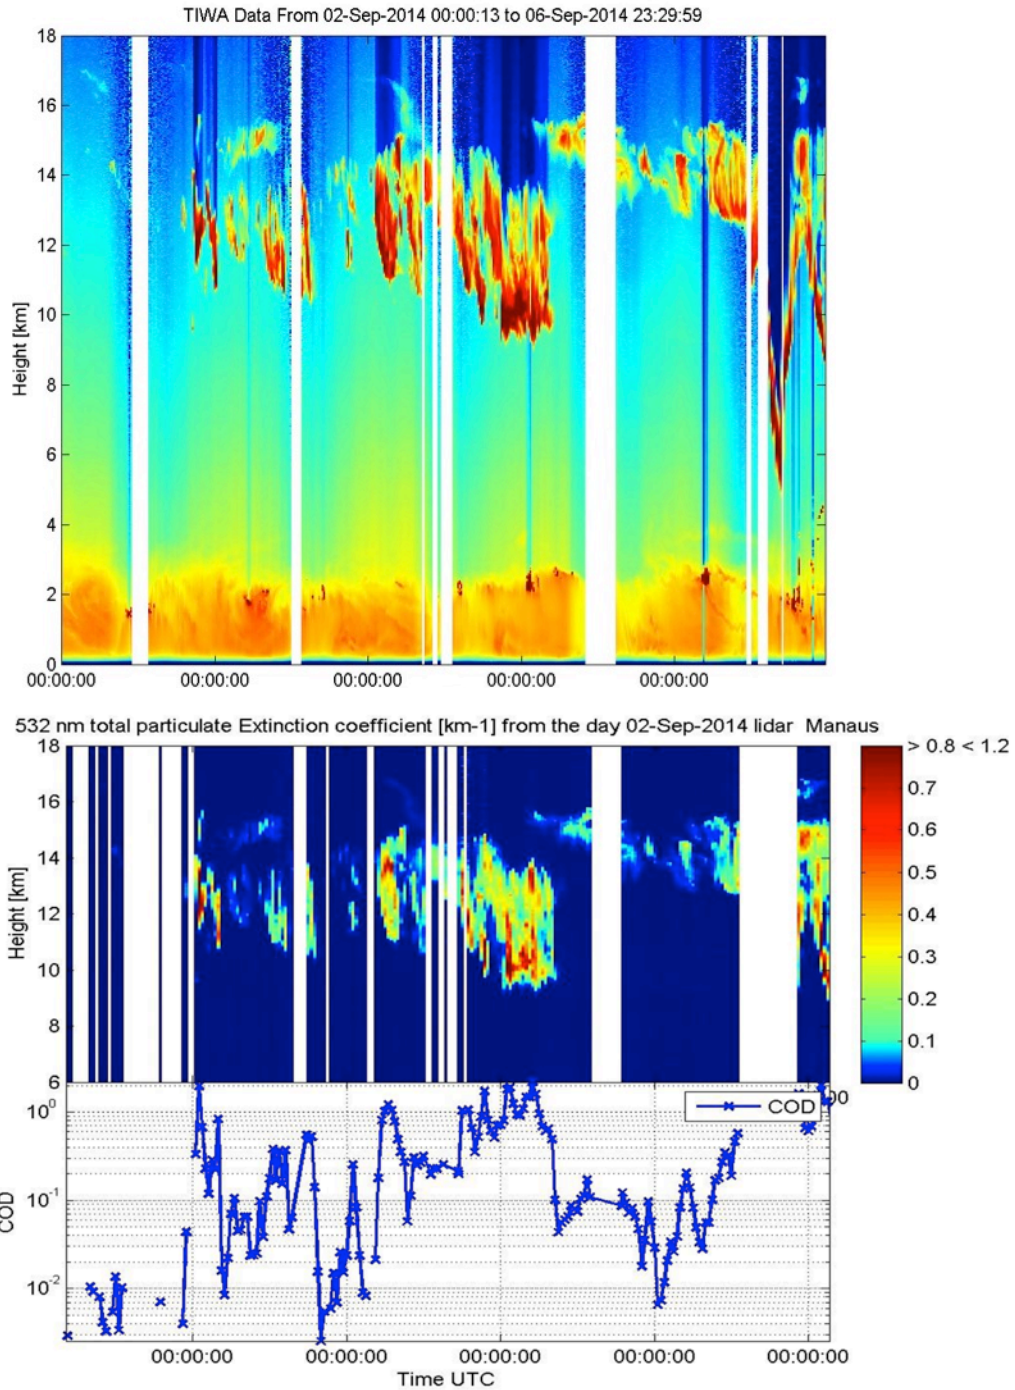 TIWA Data From 02-Sep-2014 00:00:13 to 06-Sep-2014 23:29:59
18
16
14
12
10
8
6
4
2
0
Height [km]
00:00:00 00:00:00 00:00:00 00:00:00 00:00:00
532 nm total particulate Extinction coefficient [km-1] from the day 02-Sep-2014 lidar Manaus
18
16
14
12
10
8
6
Height [km]
> 0.8 < 1.2
0.7
0.6
0.5
0.4
0.3
0.2
0.1
0
00
COD
10^0
10^-1
10^-2
COD
00:00:00 00:00:00 00:00:00 00:00:00 00:00:00
Time UTC